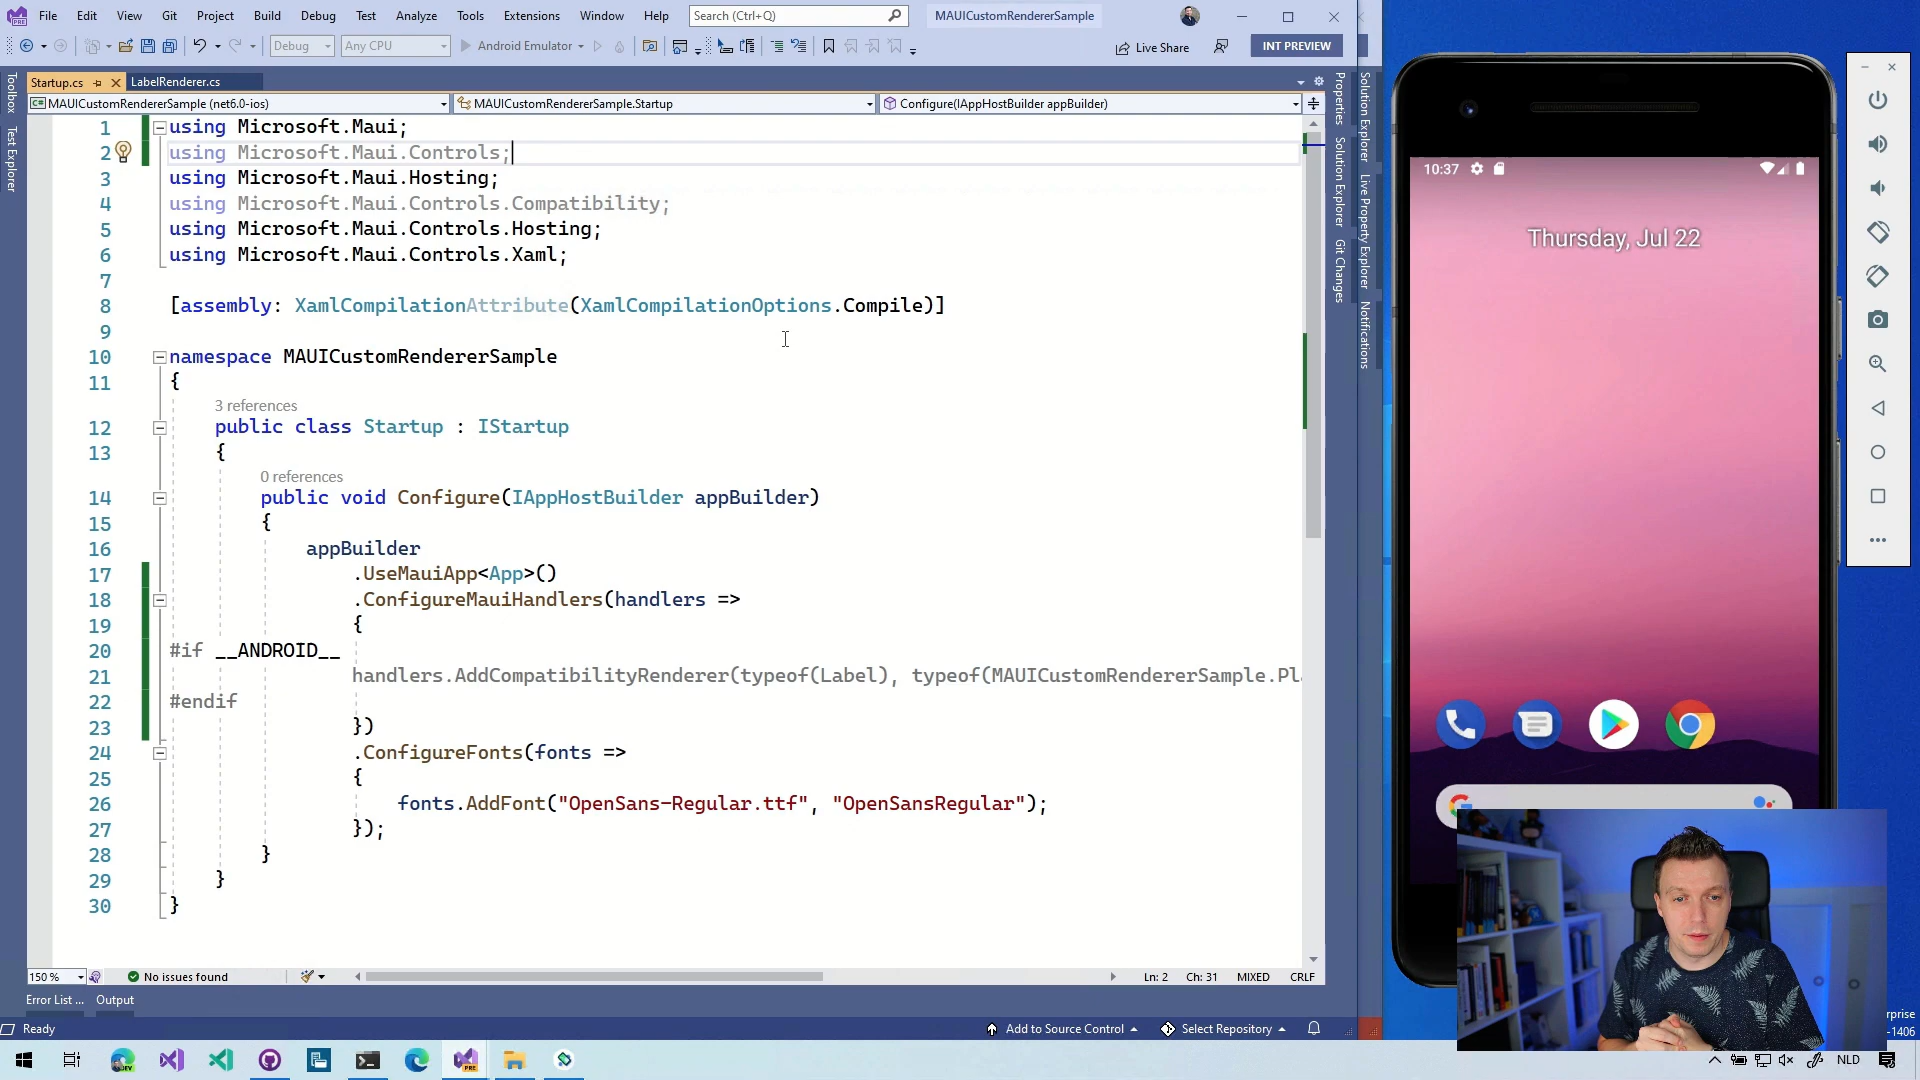 File Edit View Git Project Build Debug Test Analyze Tools Extensions Window Help Search (Ctrl+Q) MAUICustomRendererSample
Debug Any CPU Android Emulator Live Share INT PREVIEW
Startup.cs LabelRenderer.cs
MAUICustomRendererSample (net6.0-ios) MAUICustomRendererSample.Startup Configure(IAppHostBuilder appBuilder)
Toolbox
Test Explorer
1 using Microsoft.Maui;
2 using Microsoft.Maui.Controls;
3 using Microsoft.Maui.Hosting;
4 using Microsoft.Maui.Controls.Compatibility;
5 using Microsoft.Maui.Controls.Hosting;
6 using Microsoft.Maui.Controls.Xaml;
7
8 [assembly: XamlCompilationAttribute(XamlCompilationOptions.Compile)]
9
10 namespace MAUICustomRendererSample
11 {
3 references
12 public class Startup : IStartup
13 {
0 references
14 public void Configure(IAppHostBuilder appBuilder)
15 {
16 appBuilder
17 .UseMauiApp<App>()
18 .ConfigureMauiHandlers(handlers =>
19 {
20 #if __ANDROID__
21 handlers.AddCompatibilityRenderer(typeof(Label), typeof(MAUICustomRendererSample.Pl
22 #endif
23 })
24 .ConfigureFonts(fonts =>
25 {
26 fonts.AddFont("OpenSans-Regular.ttf", "OpenSansRegular");
27 });
28 }
29 }
30 }
150 % No issues found Ln: 2 Ch: 31 MIXED CRLF
Error List ... Output
Ready Add to Source Control Select Repository
Properties
Solution Explorer
Git Changes
Solution Explorer
Live Property Explorer
Notifications
10:37
Thursday, Jul 22
rprise
-1406
NLD